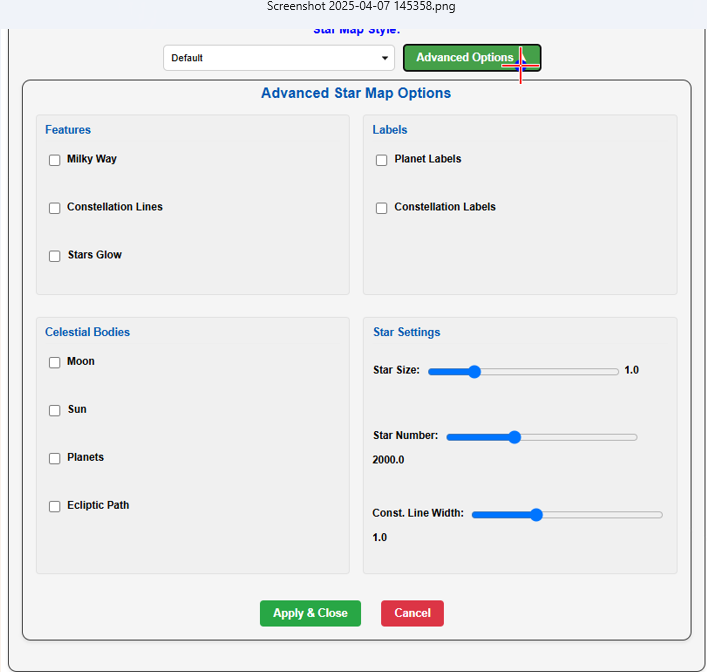 Screenshot 2025-04-07 145358.png
Star Map Style:
Default
Advanced Options
Advanced Star Map Options
Features
Milky Way
Constellation Lines
Stars Glow
Labels
Planet Labels
Constellation Labels
Celestial Bodies
Moon
Sun
Planets
Ecliptic Path
Star Settings
Star Size: 1.0
Star Number:
2000.0
Const. Line Width:
1.0
Apply & Close
Cancel